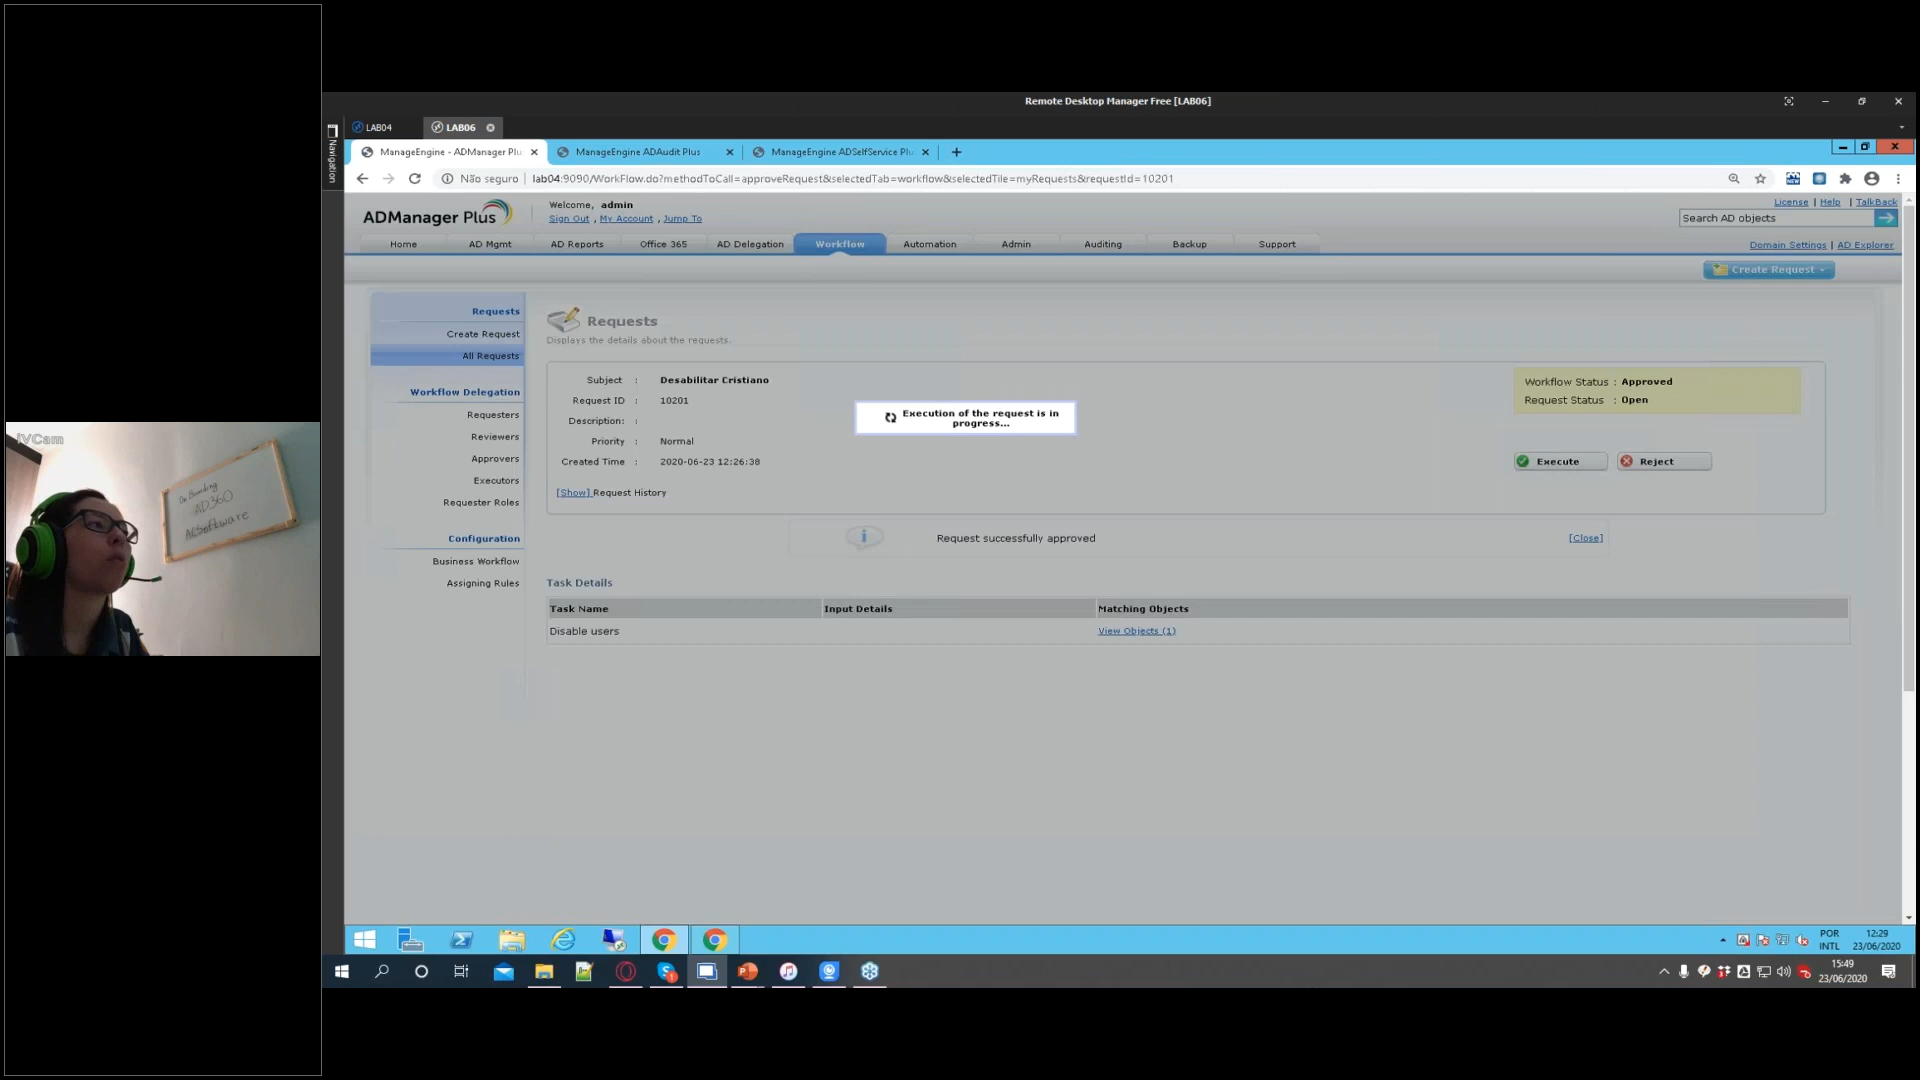 Remote Desktop Manager Free [LAB06]
LAB04
LAB06
Navigation
ManageEngine - ADManager Plu
ManageEngine ADAudit Plus
ManageEngine ADSelfService Plu
Não seguro
lab04:9090/WorkFlow.do?methodToCall=approveRequest&selectedTab=workflow&selectedTile=myRequests&requestId=10201
ADManager Plus
Welcome, admin
Sign Out , My Account , Jump To
License | Help | TalkBack
Search AD objects
Home
AD Mgmt
AD Reports
Office 365
AD Delegation
Workflow
Automation
Admin
Auditing
Backup
Support
Domain Settings | AD Explorer
Create Request
Requests
Create Request
All Requests
Workflow Delegation
Requesters
Reviewers
Approvers
Executors
Requester Roles
Configuration
Business Workflow
Assigning Rules
Requests
Displays the details about the requests.
Subject : Desabilitar Cristiano
Request ID : 10201
Description :
Priority : Normal
Created Time : 2020-06-23 12:26:38
[Show] Request History
Execution of the request is in
progress...
Workflow Status : Approved
Request Status : Open
Execute
Reject
Request successfully approved
[Close]
Task Details
Task Name
Input Details
Matching Objects
Disable users
View Objects (1)
iVCam
On Boarding
AD360
ACSoftware
POR
INTL
12:29
23/06/2020
15:49
23/06/2020